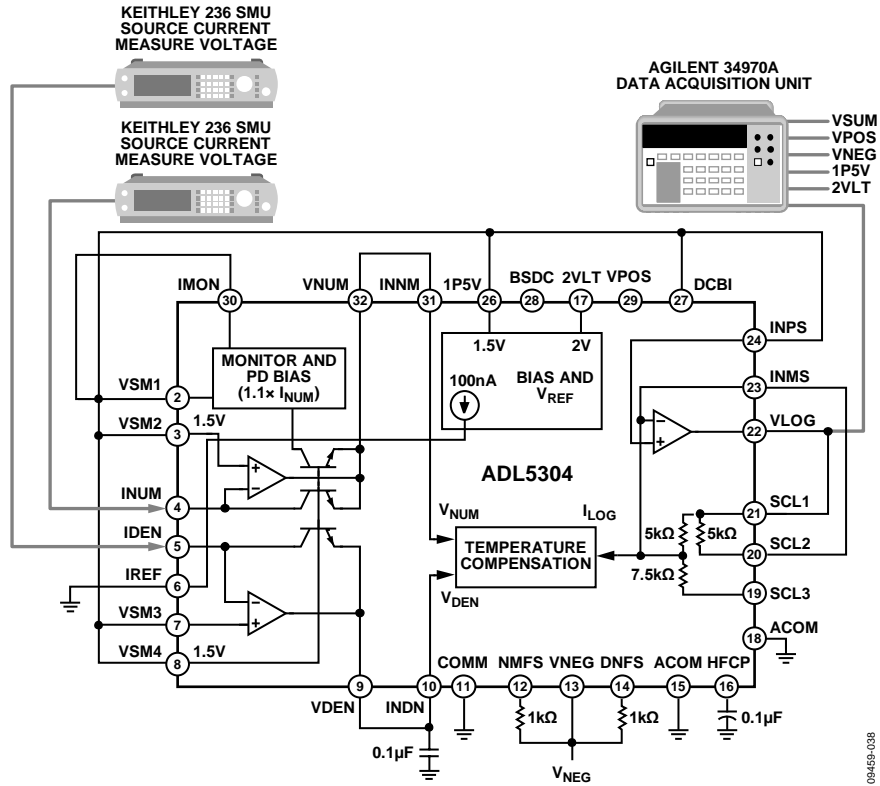 KEITHLEY 236 SMU
SOURCE CURRENT
MEASURE VOLTAGE
KEITHLEY 236 SMU
SOURCE CURRENT
MEASURE VOLTAGE
AGILENT 34970A
DATA ACQUISITION UNIT
VSUM
VPOS
VNEG
1P5V
2VLT
IMON
VNUM
INNM
1P5V
BSDC
2VLT
VPOS
DCBI
30
32
31
26
28
17
29
27
MONITOR AND
PD BIAS
(1.1× INUM)
1.5V
2V
100nA
BIAS AND
VREF
24
INPS
23
INMS
22
VLOG
VSM1
2
VSM2
3
1.5V
INUM
4
IDEN
5
IREF
6
VSM3
7
VSM4
8
1.5V
ADL5304
VNUM
ILOG
TEMPERATURE
COMPENSATION
VDEN
5kΩ
5kΩ
7.5kΩ
21
SCL1
20
SCL2
19
SCL3
18
ACOM
COMM
NMFS
VNEG
DNFS
ACOM
HFCP
9
10
11
12
13
14
15
16
VDEN
INDN
1kΩ
1kΩ
0.1µF
0.1µF
VNEG
09459-038